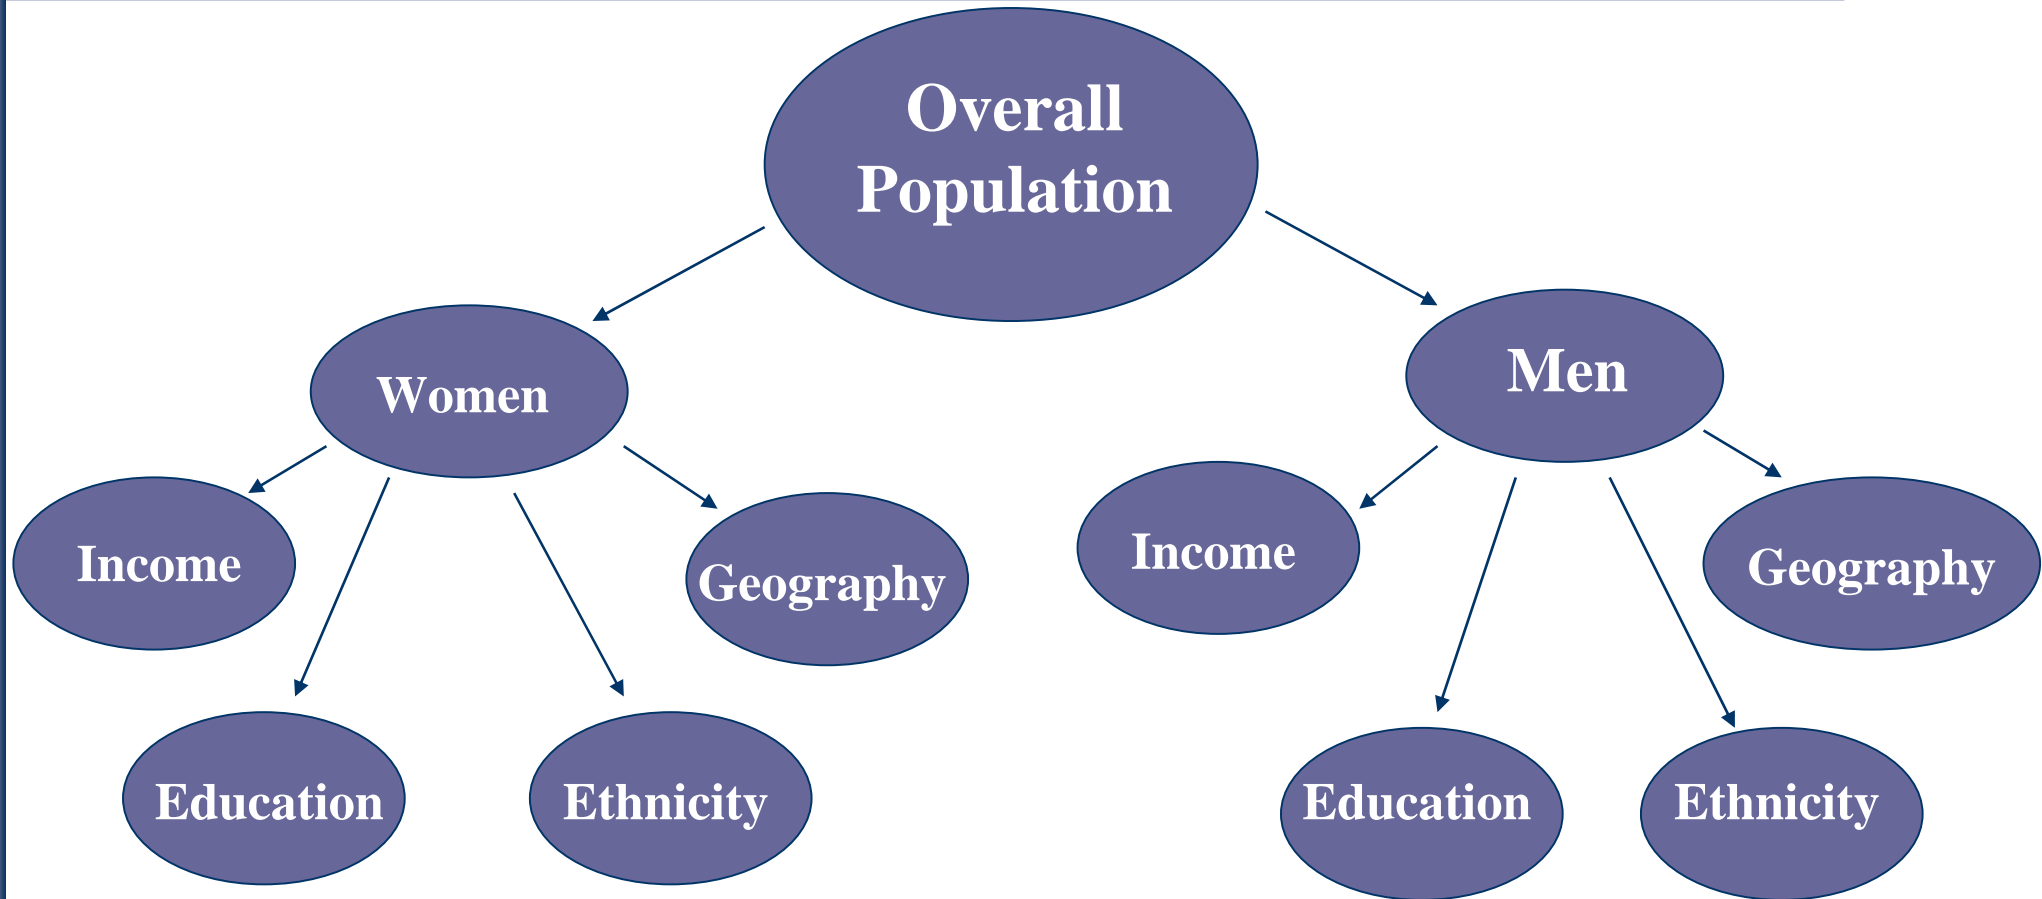 Overall
Population
Women
Men
Income
Education
Ethnicity
Geography
Income
Education
Ethnicity
Geography